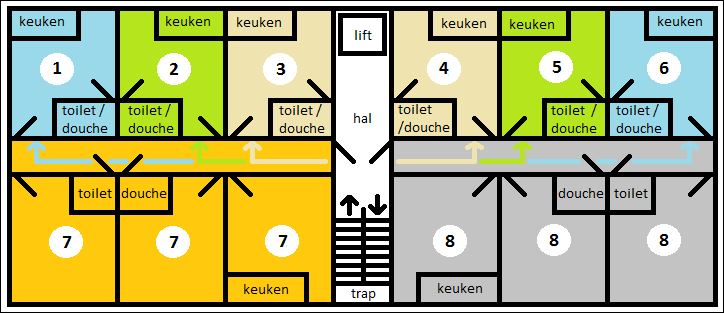 keuken
keuken
keuken
lift
keuken
keuken
keuken
1
2
3
4
5
6
hal
toilet /
douche
toilet /
douche
toilet /
douche
toilet
/douche
toilet /
douche
toilet /
douche
toilet
douche
douche
toilet
7
7
7
8
8
8
keuken
trap
keuken